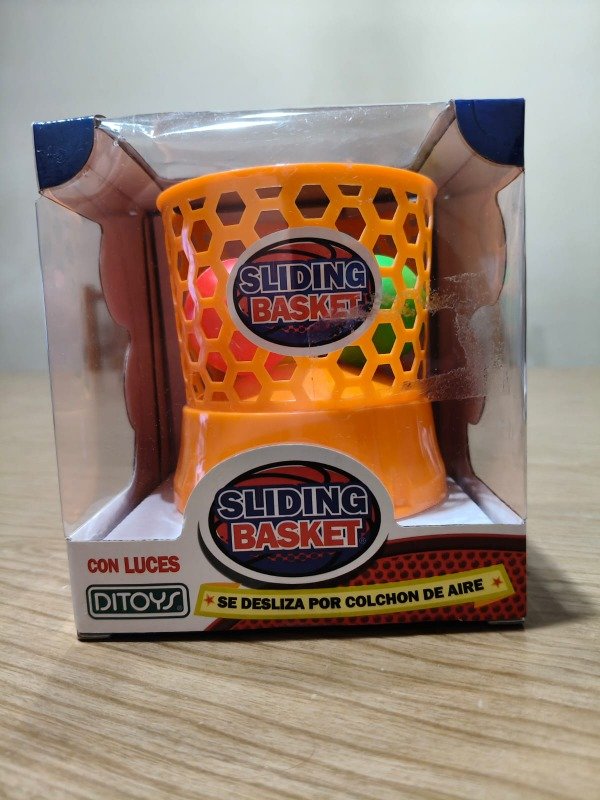 SLIDING
BASKET
SLIDING
BASKET
CON LUCES
DITOYS
SE DESLIZA POR COLCHON DE AIRE